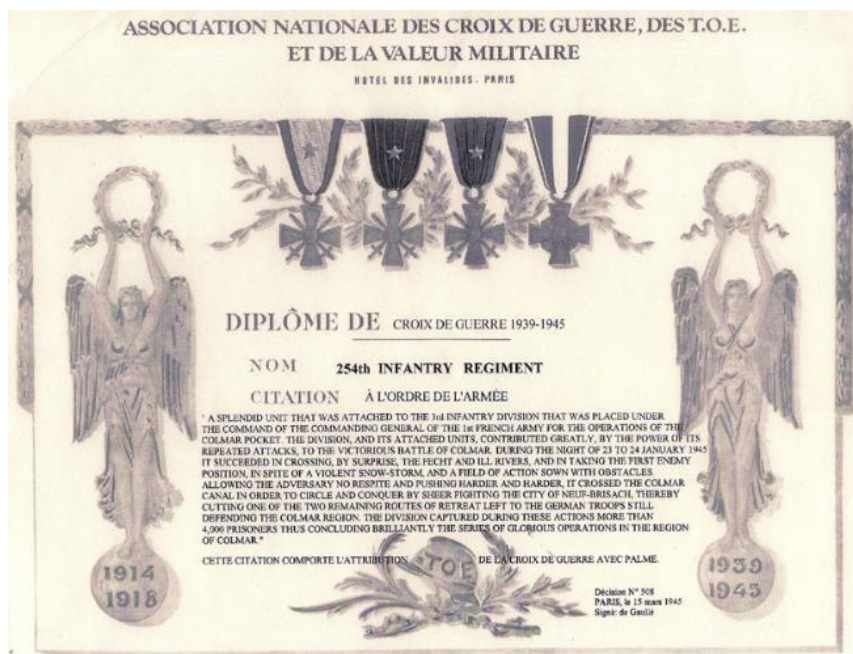 ASSOCIATION NATIONALE DES CROIX DE GUERRE, DES T.O.E.
ET DE LA VALEUR MILITAIRE
HOTEL DES INVALIDES - PARIS
DIPLÔME DE CROIX DE GUERRE 1939-1945
NOM 254th INFANTRY REGIMENT
CITATION À L'ORDRE DE L'ARMÉE
" A SPLENDID UNIT THAT WAS ATTACHED TO THE 3rd INFANTRY DIVISION THAT WAS PLACED UNDER
THE COMMAND OF THE COMMANDING GENERAL OF THE 1st FRENCH ARMY FOR THE OPERATIONS OF THE
COLMAR POCKET. THE DIVISION, AND ITS ATTACHED UNITS, CONTRIBUTED GREATLY, BY THE POWER OF ITS
REPEATED ATTACKS, TO THE VICTORIOUS BATTLE OF COLMAR. DURING THE NIGHT OF 23 TO 24 JANUARY 1945
IT SUCCEEDED IN CROSSING, BY SURPRISE, THE FECHT AND ILL RIVERS, AND IN TAKING THE FIRST ENEMY
POSITION, IN SPITE OF A VIOLENT SNOW-STORM, AND A FIELD OF ACTION SOWN WITH OBSTACLES.
ALLOWING THE ADVERSARY NO RESPITE AND PUSHING HARDER AND HARDER, IT CROSSED THE COLMAR
CANAL IN ORDER TO CIRCLE AND CONQUER BY SHEER FIGHTING THE CITY OF NEUF-BRISACH, THEREBY
CUTTING ONE OF THE TWO REMAINING ROUTES OF RETREAT LEFT TO THE GERMAN TROOPS STILL
DEFENDING THE COLMAR REGION. THE DIVISION CAPTURED DURING THESE ACTIONS MORE THAN
4,000 PRISONERS THUS CONCLUDING BRILLIANTLY THE SERIES OF GLORIOUS OPERATIONS IN THE REGION
OF COLMAR."
CETTE CITATION COMPORTE L'ATTRIBUTION DE LA CROIX DE GUERRE AVEC PALME.
TOE
1914
1918
1939
1945
Décision N° 508
PARIS, le 15 mars 1945
Signé: de Gaulle